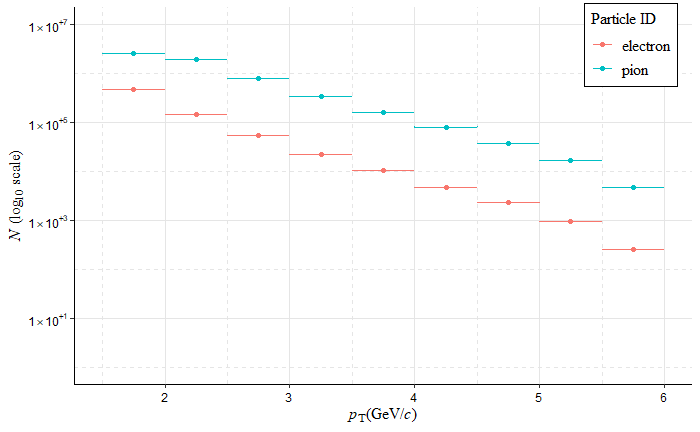 Particle ID
electron
pion
1×10+7
1×10+5
1×10+3
1×10+1
N (log10 scale)
2 3 4 5 6
pT(GeV/c)